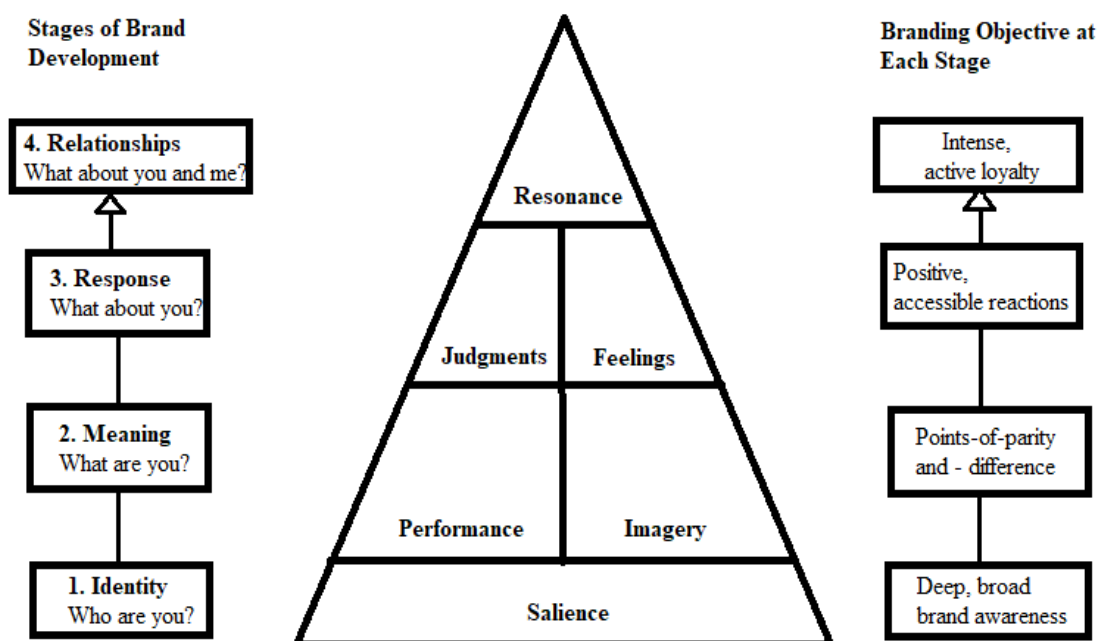 Stages of Brand
Development
4. Relationships
What about you and me?
3. Response
What about you?
2. Meaning
What are you?
1. Identity
Who are you?
Resonance
Judgments
Feelings
Performance
Imagery
Salience
Branding Objective at
Each Stage
Intense,
active loyalty
Positive,
accessible reactions
Points-of-parity
and - difference
Deep, broad
brand awareness